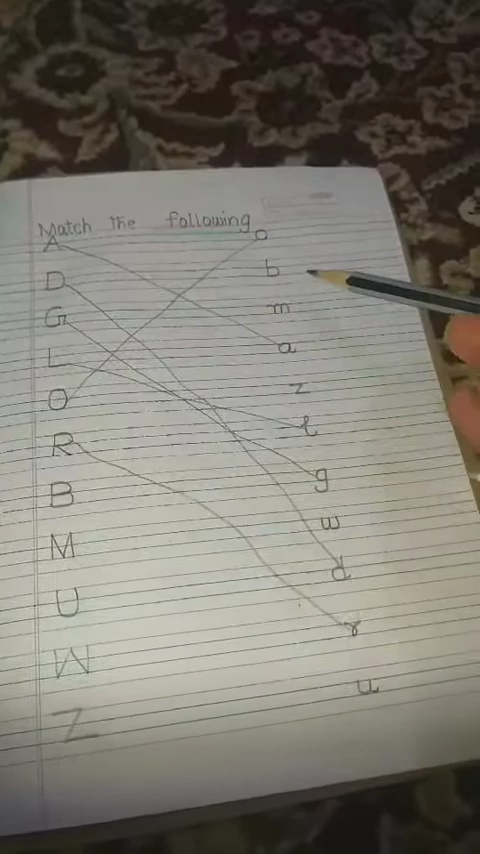 Match the following
A o
D b
G m
L a
O z
R l
B g
M w
U d
W r
Z u